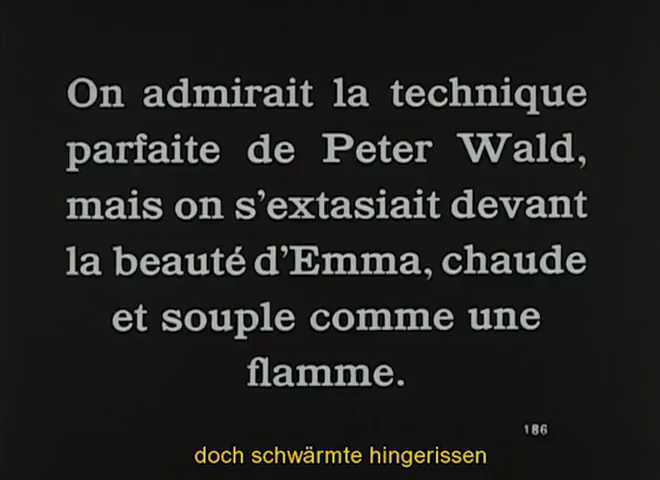 On admirait la technique
parfaite de Peter Wald,
mais on s'extasiait devant
la beauté d'Emma, chaude
et souple comme une
flamme.
186
doch schwärmte hingerissen